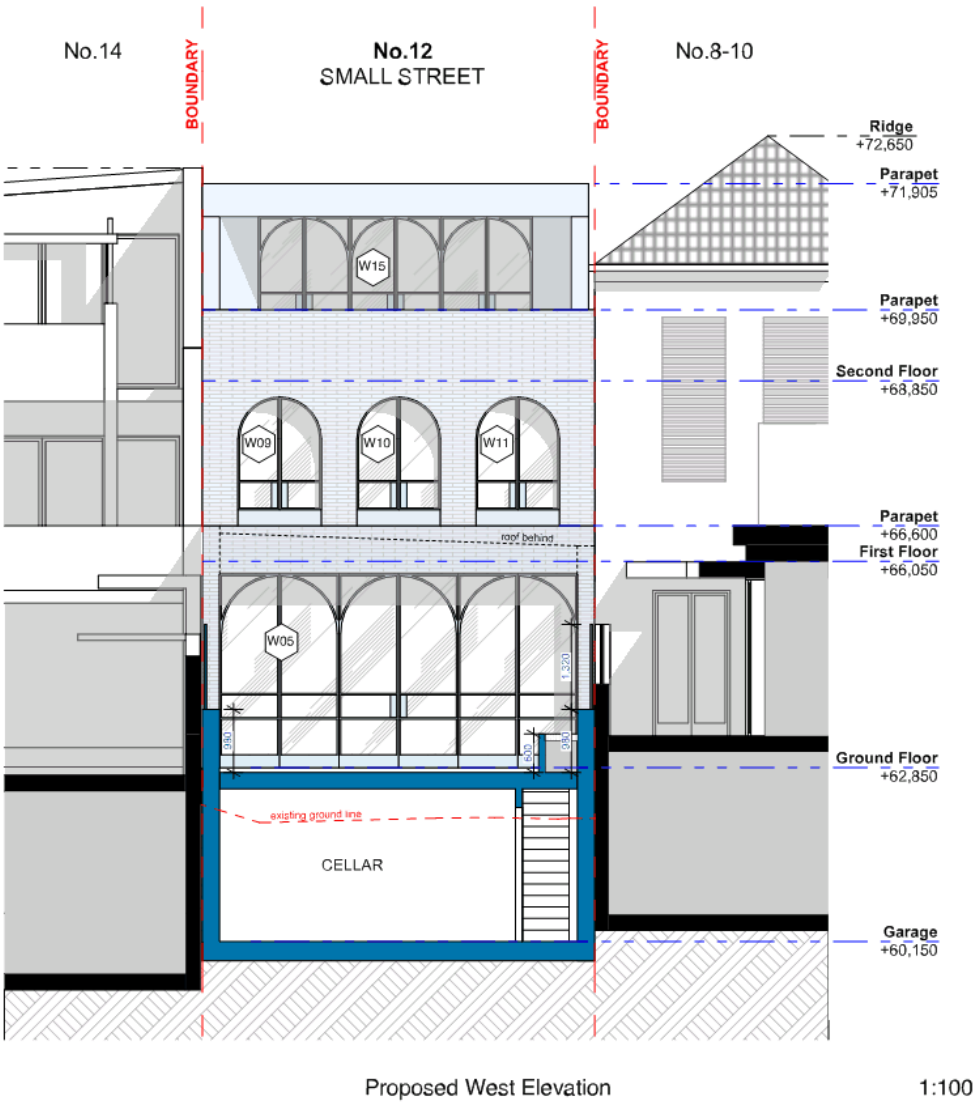 No.14
No.12
SMALL STREET
No.8-10
BOUNDARY
BOUNDARY
Ridge
+72,650
Parapet
+71,905
W15
Parapet
+69,950
Second Floor
+68,850
W09
W10
W11
Parapet
+66,600
roof behind
First Floor
+66,050
W05
1,320
980
600
980
Ground Floor
+62,850
existing ground line
CELLAR
Garage
+60,150
Proposed West Elevation
1:100